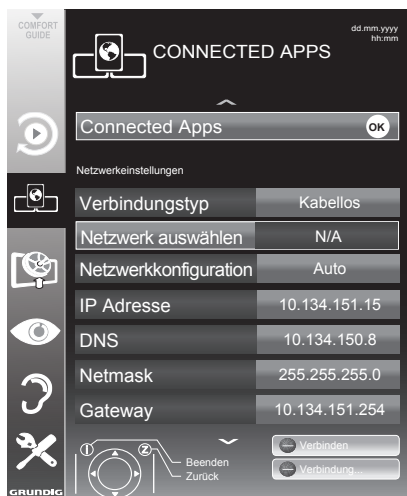 COMFORT
GUIDE
CONNECTED APPS
dd.mm.yyyy
hh:mm
Connected Apps
OK
Netzwerkeinstellungen
Verbindungstyp Kabellos
Netzwerk auswählen N/A
Netzwerkkonfiguration Auto
IP Adresse 10.134.151.15
DNS 10.134.150.8
Netmask 255.255.255.0
Gateway 10.134.151.254
1 2
Beenden
Zurück
Verbinden
Verbindung...
GRUNDIG